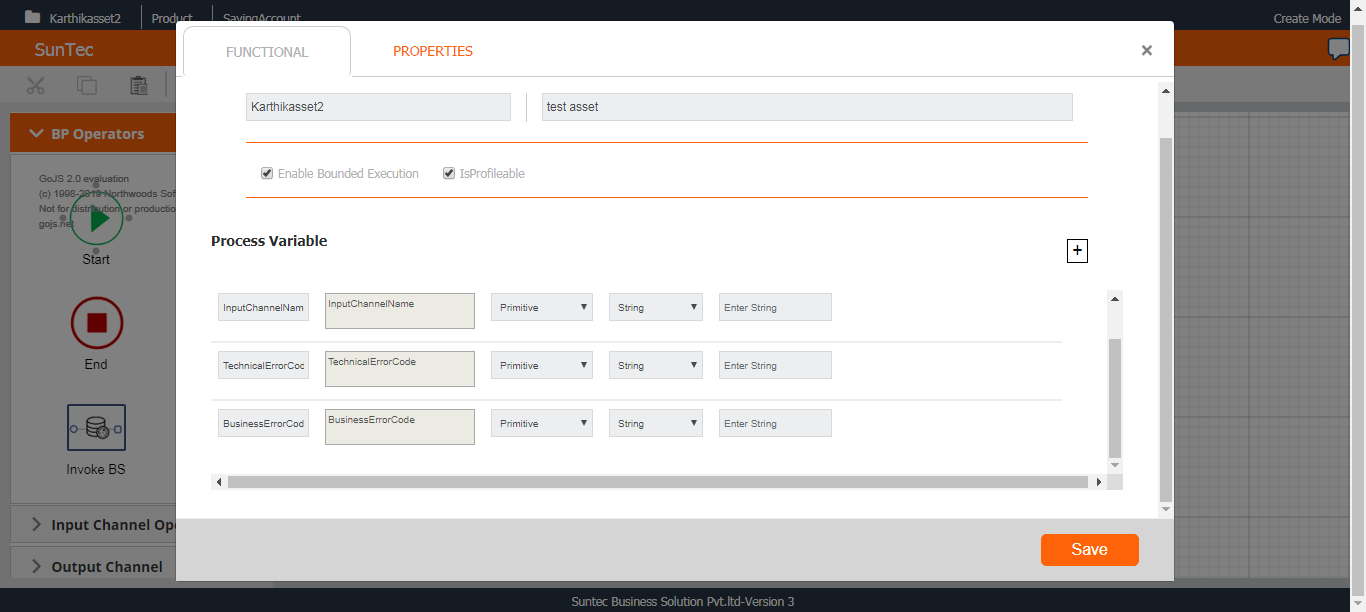 Karthikasset2 Product SavingAccount Create Mode
SunTec
FUNCTIONAL PROPERTIES ×
Karthikasset2 test asset
BP Operators
Enable Bounded Execution IsProfileable
GoJS 2.0 evaluation
(c) 1998-2019 Northwoods Sof
Not for distribution or productio
gojs.net
Start
Process Variable
+
InputChannelNam InputChannelName Primitive String Enter String
End
TechnicalErrorCod TechnicalErrorCode Primitive String Enter String
BusinessErrorCod BusinessErrorCode Primitive String Enter String
Invoke BS
Input Channel Ope
Output Channel
Save
Suntec Business Solution Pvt.ltd-Version 3